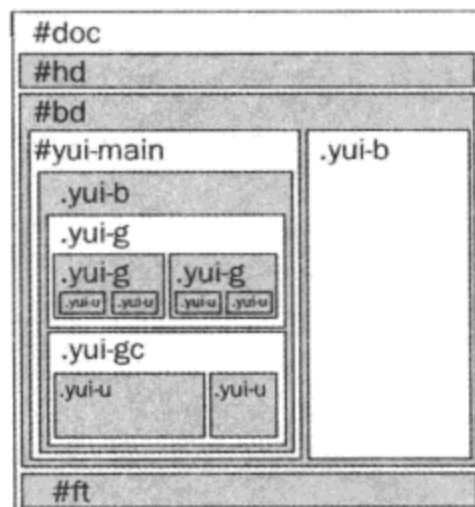 #doc
#hd
#bd
#yui-main
.yui-b
.yui-b
.yui-g
.yui-g .yui-g
.yui-u .yui-u .yui-u .yui-u
.yui-gc
.yui-u .yui-u
#ft